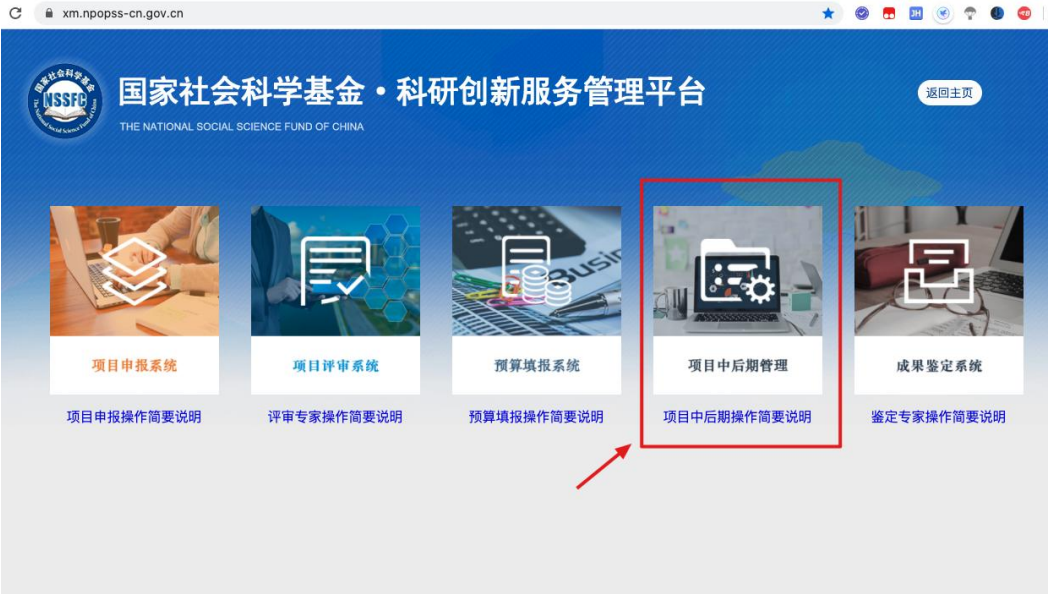 xm.npopss-cn.gov.cn
NSSFC
国家社会科学基金·科研创新服务管理平台
THE NATIONAL SOCIAL SCIENCE FUND OF CHINA
返回主页
项目申报系统
项目评审系统
预算填报系统
项目中后期管理
成果鉴定系统
项目申报操作简要说明
评审专家操作简要说明
预算填报操作简要说明
项目中后期操作简要说明
鉴定专家操作简要说明